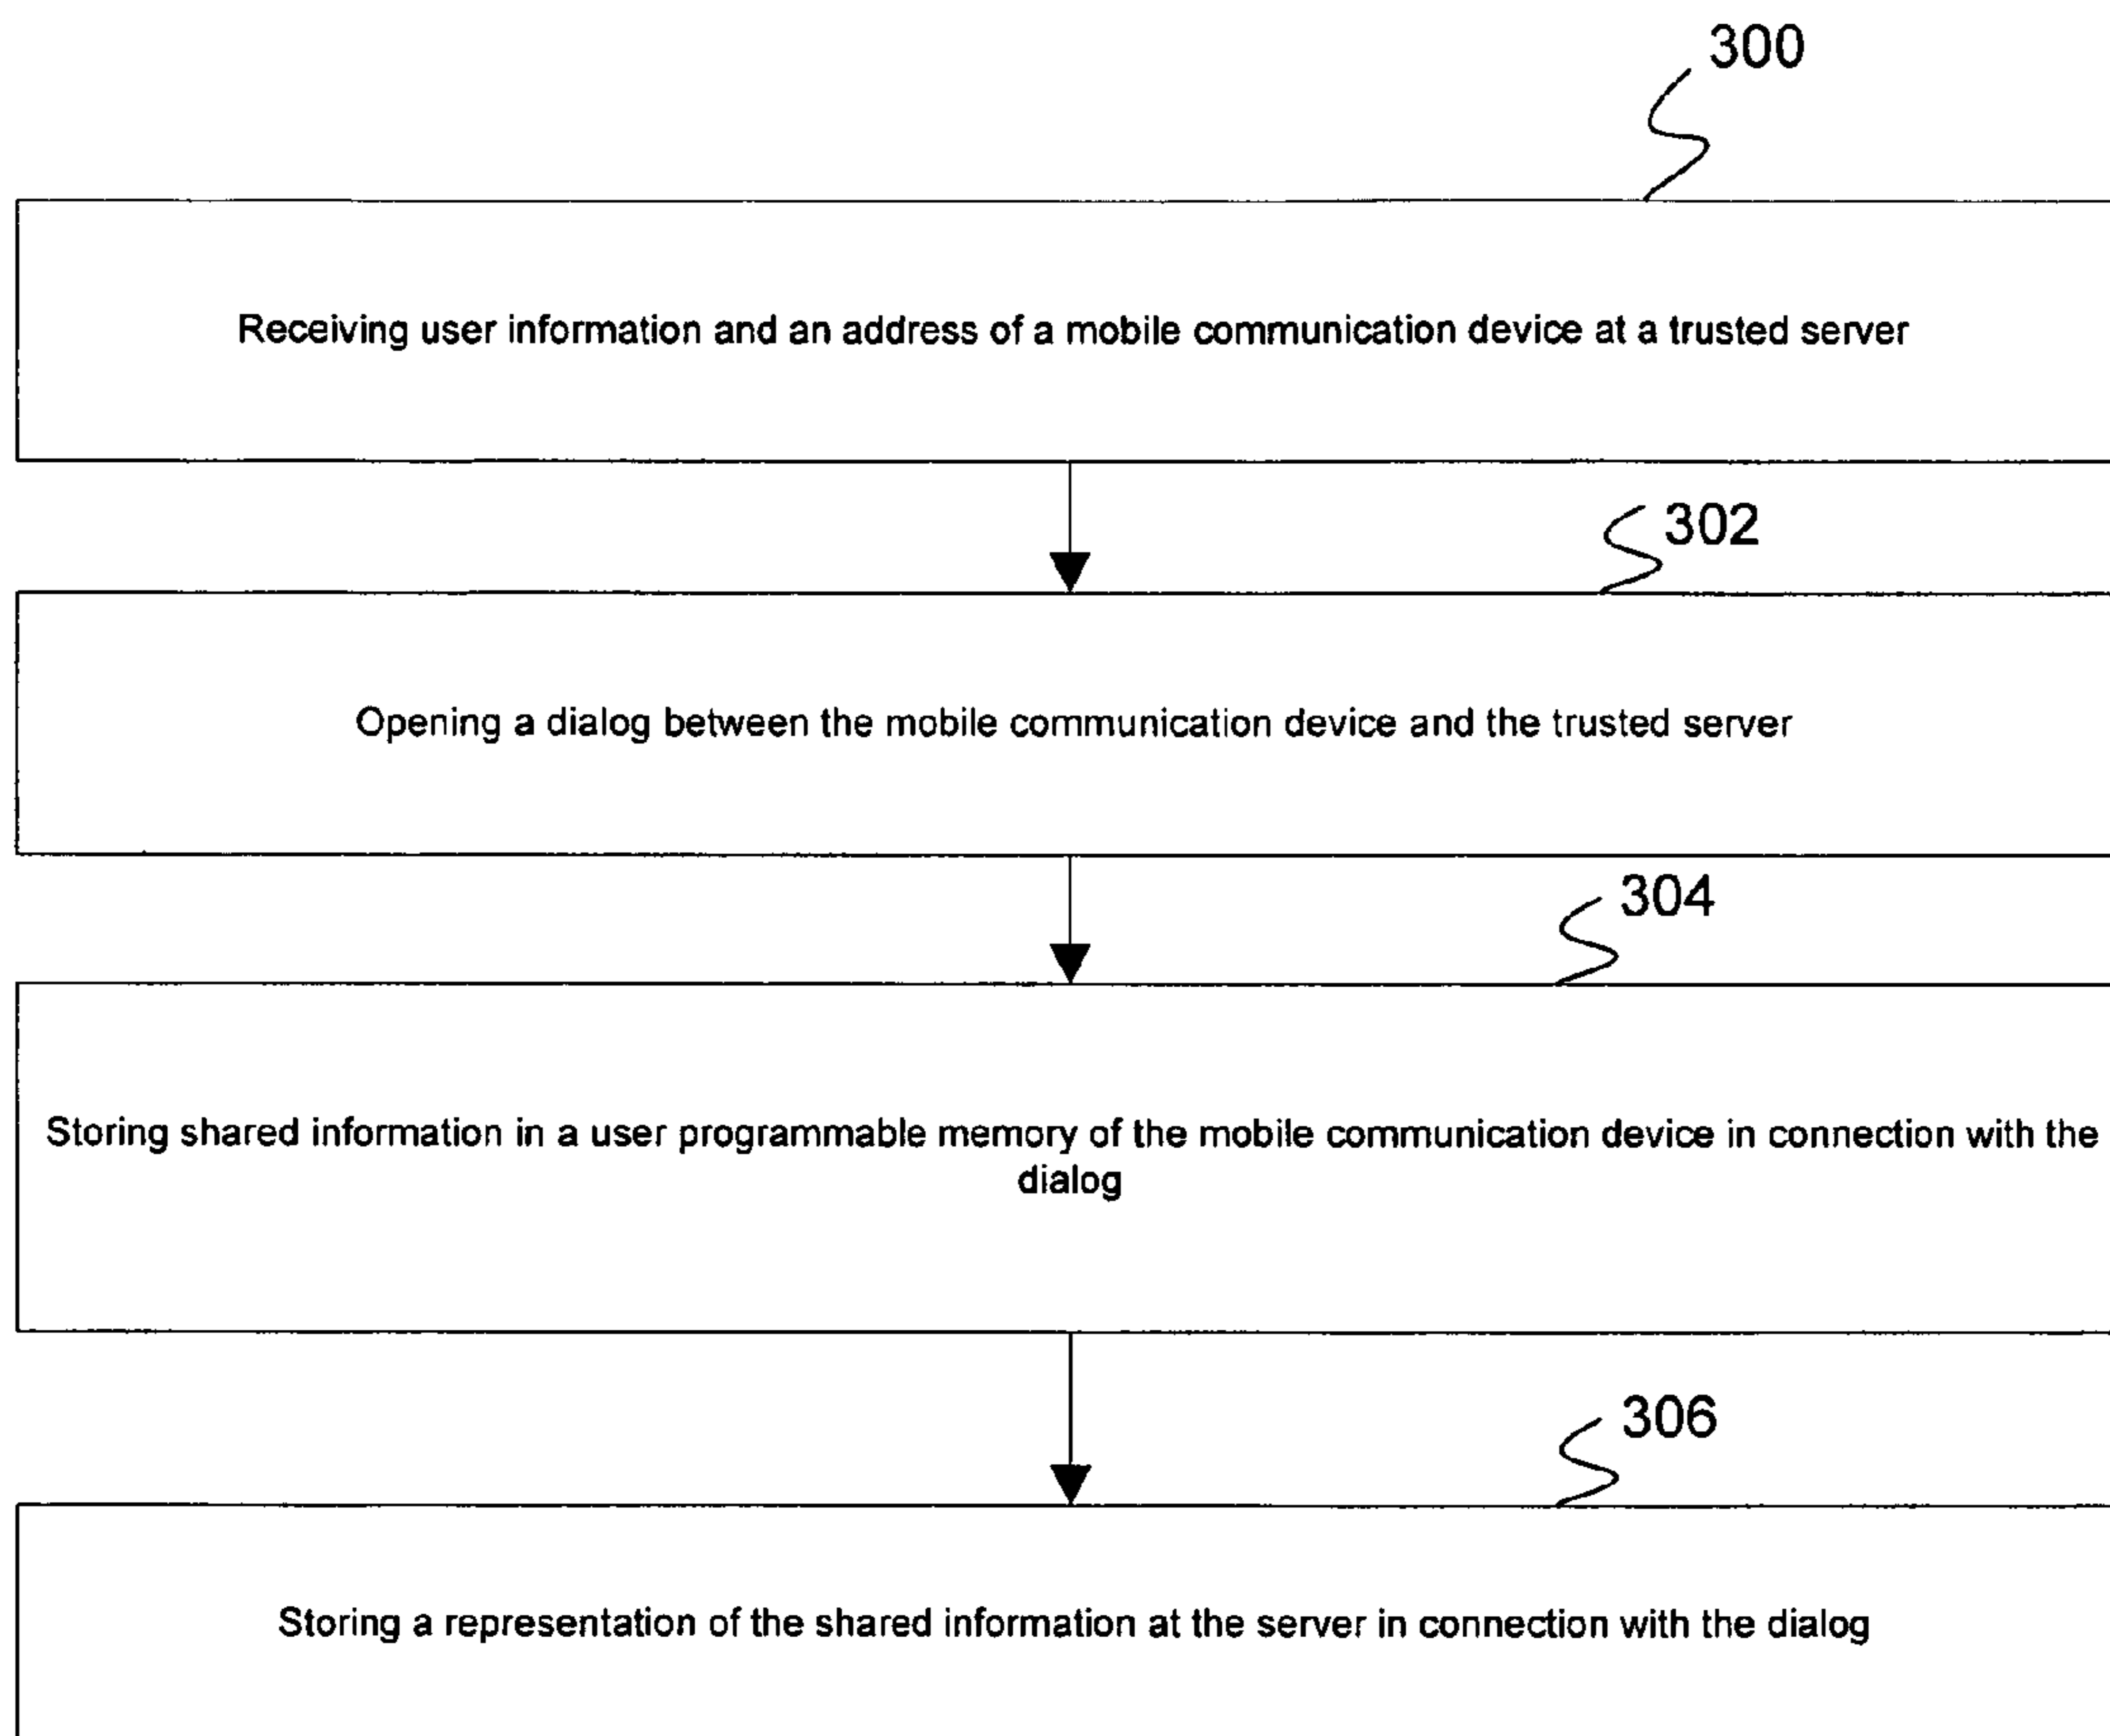 300
Receiving user information and an address of a mobile communication device at a trusted server
302
Opening a dialog between the mobile communication device and the trusted server
304
Storing shared information in a user programmable memory of the mobile communication device in connection with the
dialog
306
Storing a representation of the shared information at the server in connection with the dialog